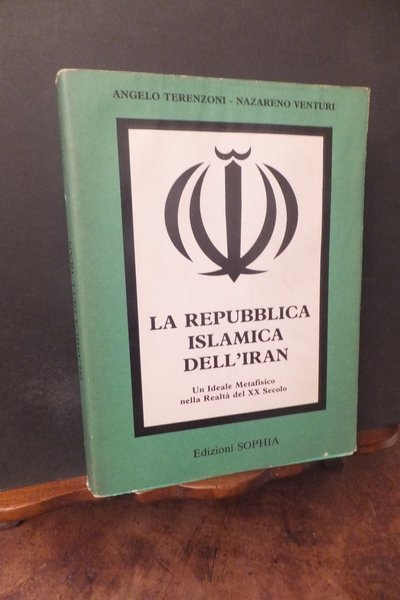 ANGELO TERENZONI - NAZARENO VENTURI
LA REPUBBLICA
ISLAMICA
DELL'IRAN
Un Ideale Metafisico
nella Realtà del XX Secolo
Edizioni SOPHIA